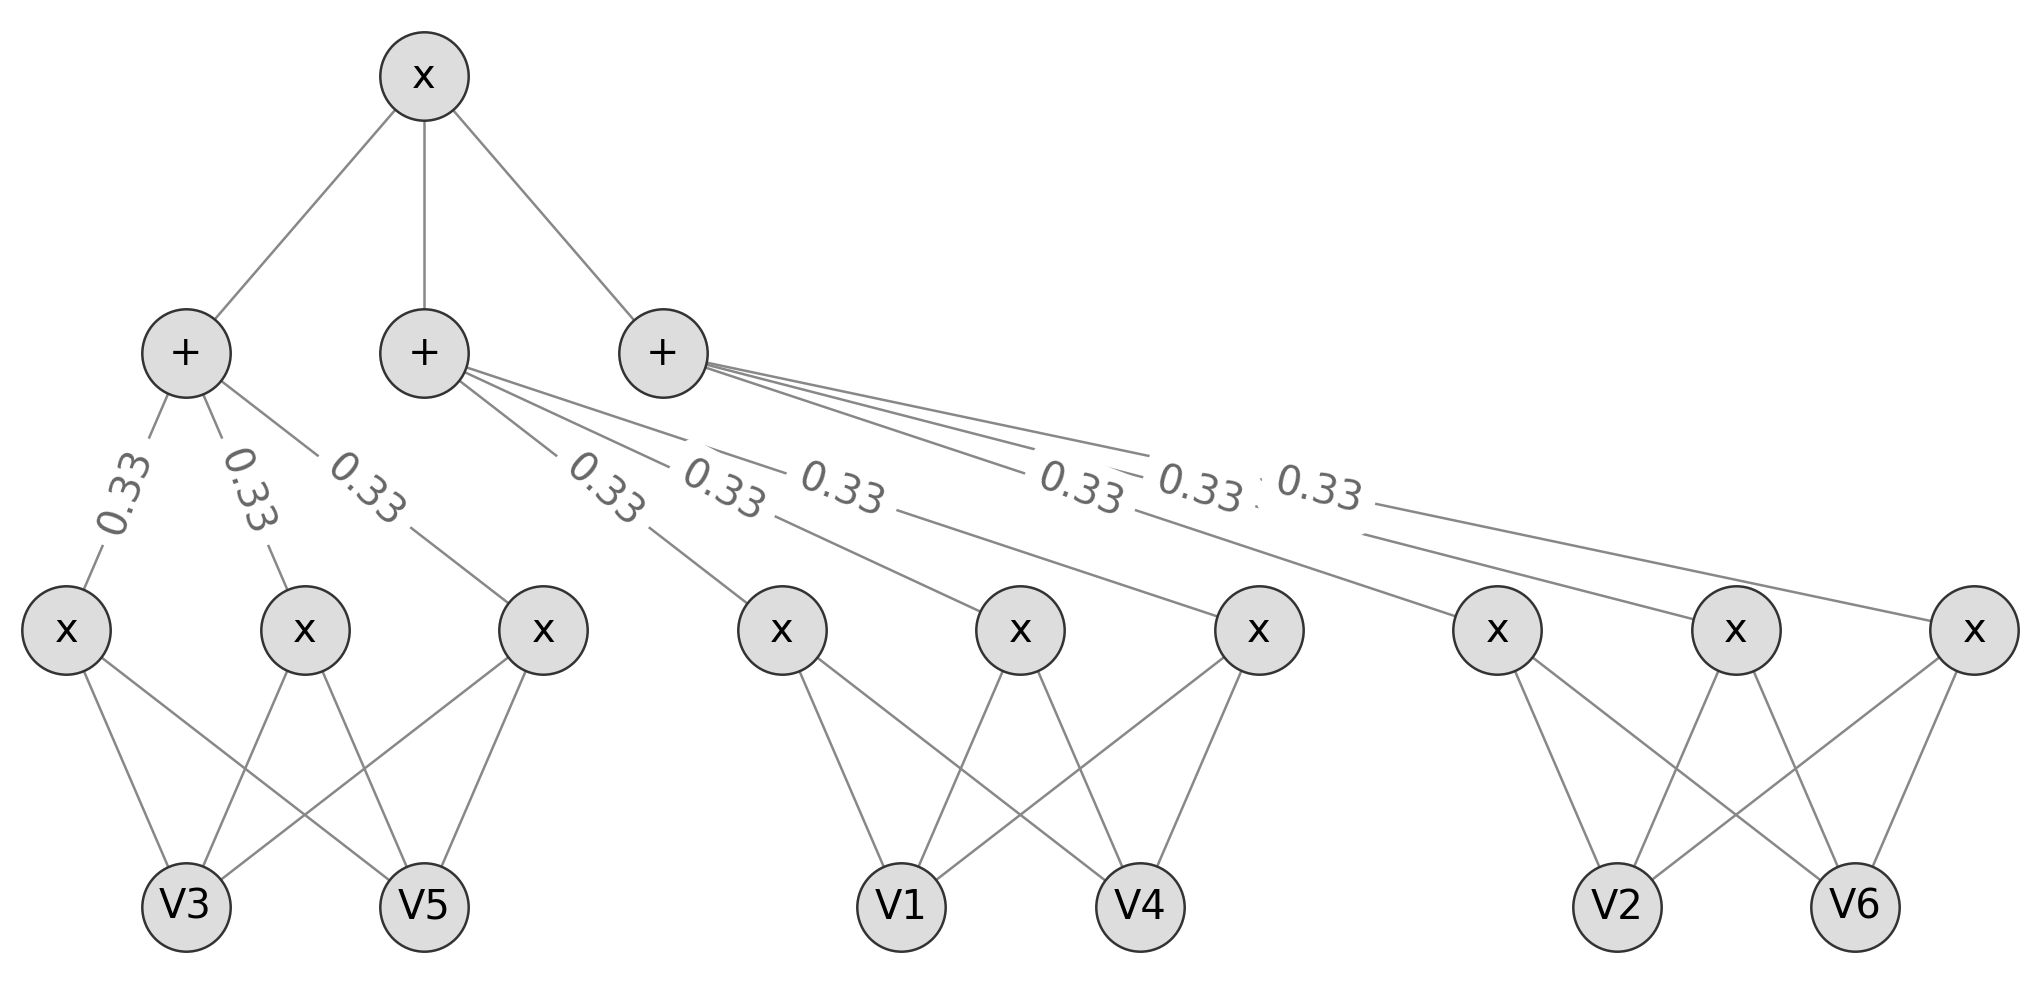 x
+ + +
0.33 0.33 0.33 0.33 0.33 0.33 0.33 0.33 0.33
x x x x x x x x x
V3 V5 V1 V4 V2 V6